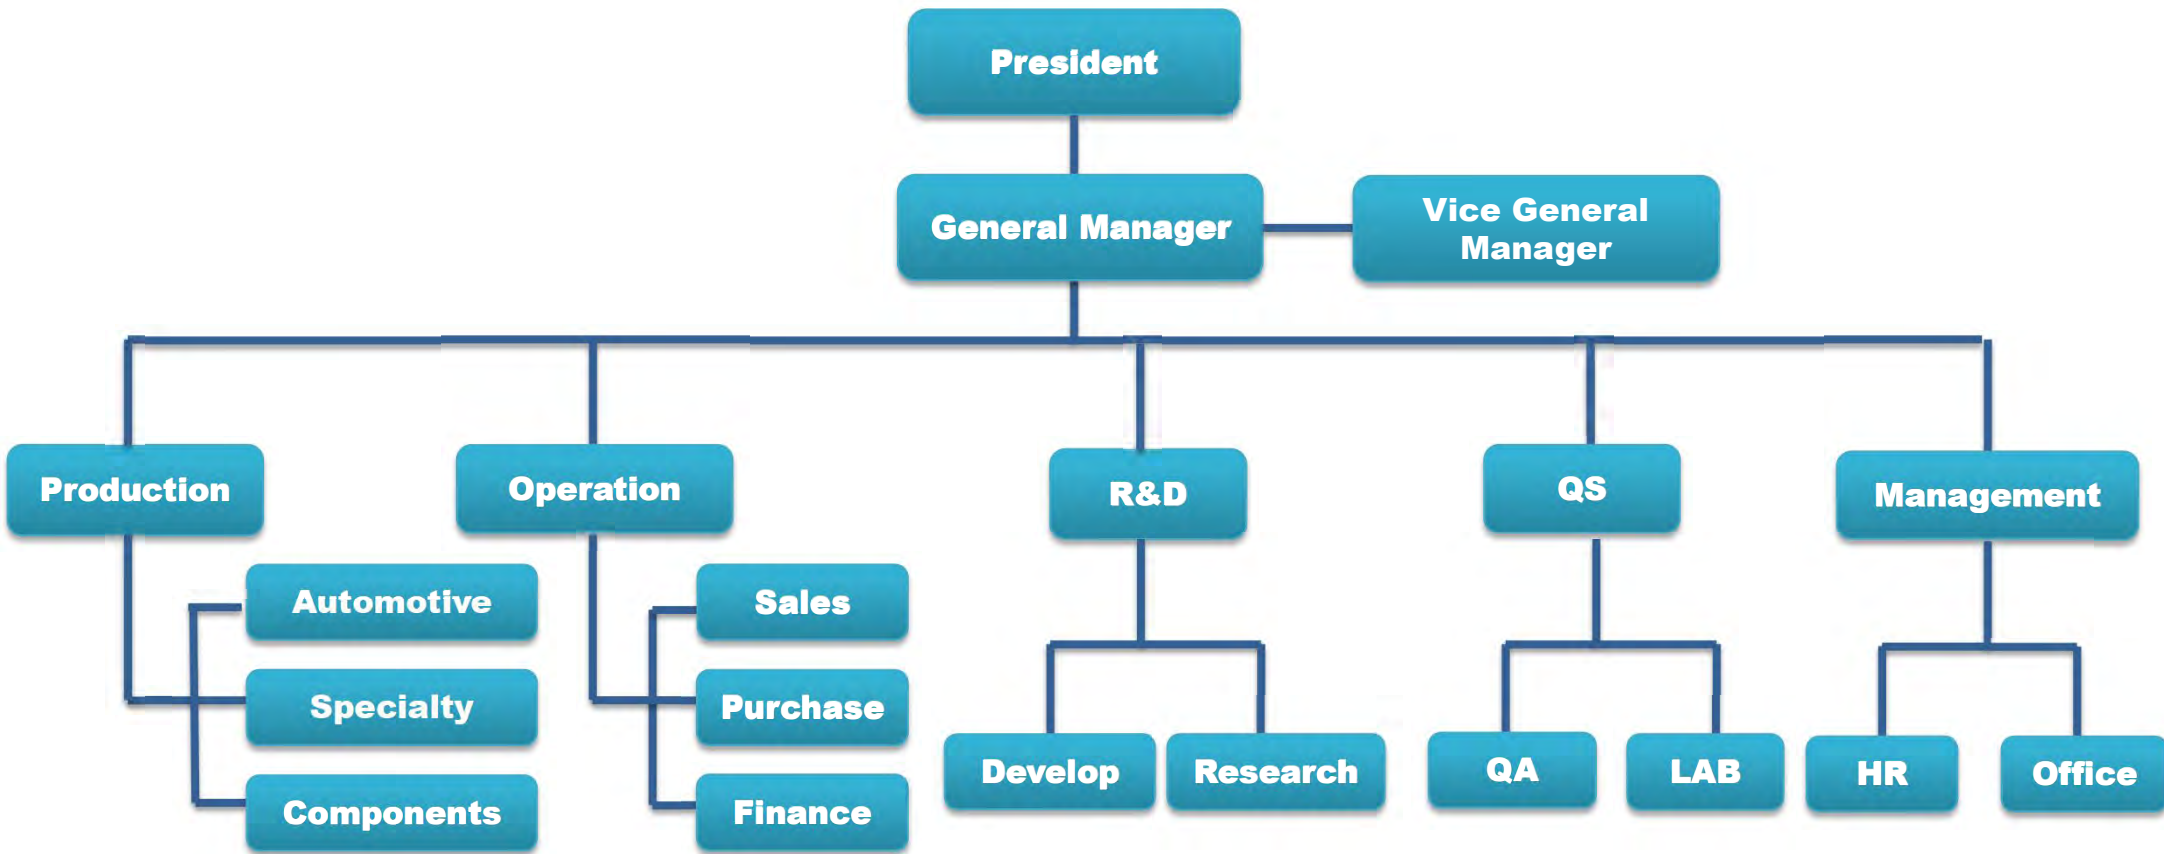 President
General Manager
Vice General
Manager
Production
Operation
R&D
QS
Management
Automotive
Specialty
Components
Sales
Purchase
Finance
Develop
Research
QA
LAB
HR
Office